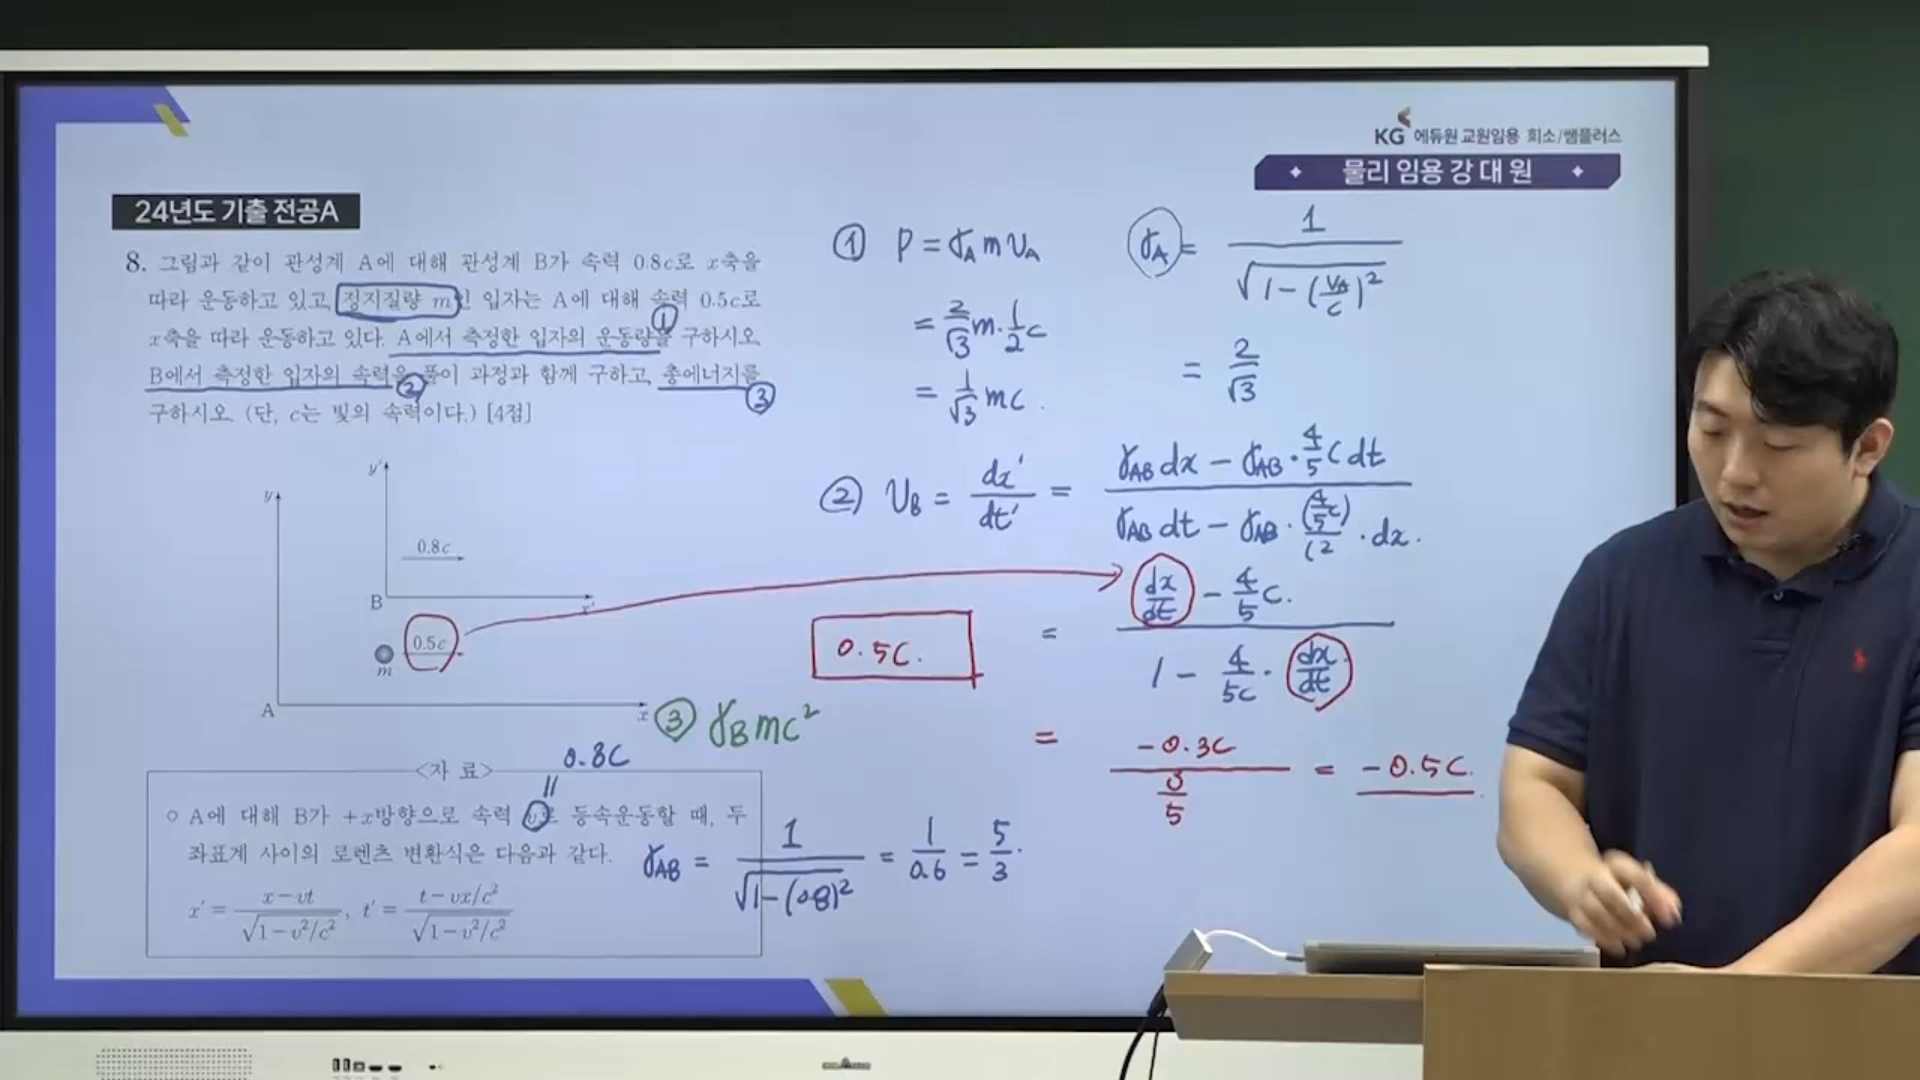 KG 에듀원 교원임용 희소/쌤플러스
물리 임용 강대원
24년도 기출 전공A
8. 그림과 같이 관성계 A에 대해 관성계 B가 속력 0.8c로 x축을
따라 운동하고 있고, 정지질량 m인 입자는 A에 대해 속력 0.5c로
x축을 따라 운동하고 있다. A에서 측정한 입자의 운동량을 구하시오.
①
B에서 측정한 입자의 속력을 풀이 과정과 함께 구하고, 총에너지를
② ③
구하시오. (단, c는 빛의 속력이다.) [4점]
y'
y
0.8c
B x'
0.5c
m
A x
<자 료>
0.8C
||
○ A에 대해 B가 +x방향으로 속력 v로 등속운동할 때, 두
좌표계 사이의 로렌츠 변환식은 다음과 같다.
x' = (x−vt)/√(1−v²/c²), t' = (t−vx/c²)/√(1−v²/c²)
① P = γA m υA
= 2/√3 m · 1/2 c
= 1/√3 mc.
γA = 1/√(1−(υA/c)²)
= 2/√3
② υB = dx'/dt' = (γAB dx − γAB · 4/5 c dt)/(γAB dt − γAB · (4/5 c)/c² · dx.)
= (dx/dt − 4/5 c.)/(1 − 4/5c · dx/dt)
0.5C.
= −0.3C / (3/5) = −0.5C.
③ γB mc²
γAB = 1/√(1−(0.8)²) = 1/0.6 = 5/3.